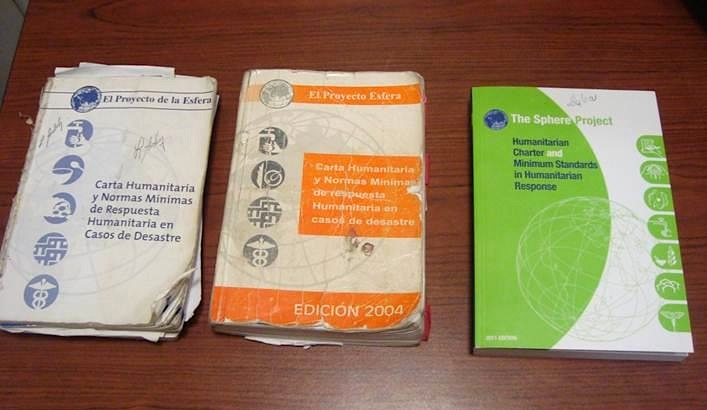 El Proyecto de la Esfera
Carta Humanitaria
y Normas Mínimas
de Respuesta
Humanitaria en
Casos de Desastre
El Proyecto Esfera
Carta Humanitaria
y Normas Mínimas
de respuesta
Humanitaria en
casos de desastre
EDICIÓN 2004
The Sphere Project
Humanitarian
Charter and
Minimum Standards
in Humanitarian
Response
2011 EDITION